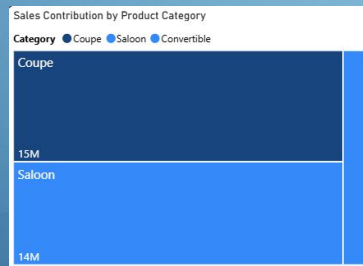 Sales Contribution by Product Category
Category Coupe Saloon Convertible
Coupe
15M
Saloon
14M